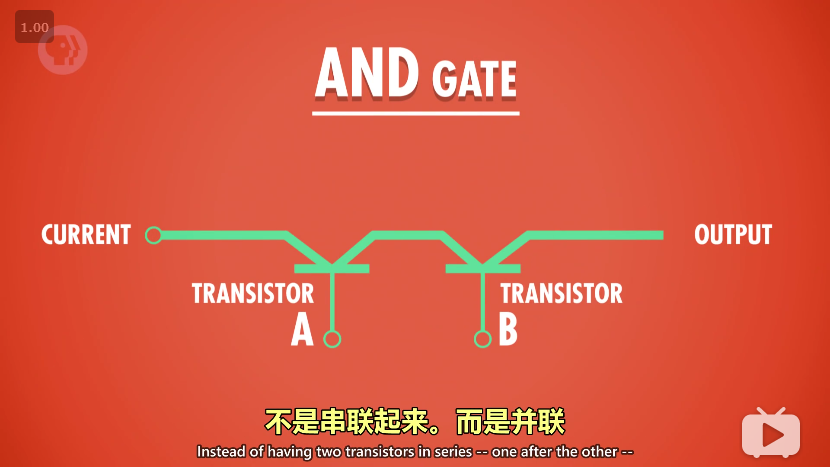 1.00
AND GATE
CURRENT
OUTPUT
TRANSISTOR
A
TRANSISTOR
B
不是串联起来。而是并联
Instead of having two transistors in series -- one after the other --